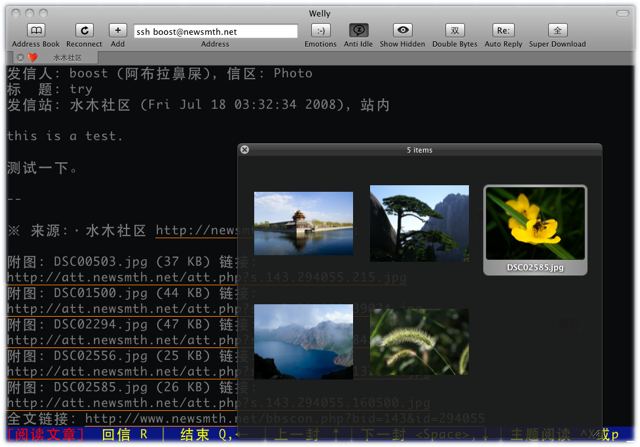 Welly
ssh boost@newsmth.net
Address Book
Reconnect
Add
Address
Emotions
Anti Idle
Show Hidden
Double Bytes
Auto Reply
Super Download
:-)
双
Re:
全
水木社区
发信人: boost (阿布拉鼻屎), 信区: Photo
标 题: try
发信站: 水木社区 (Fri Jul 18 03:32:34 2008), 站内
this is a test.
测试一下。
--
※ 来源:·水木社区 http://newsm
5 items
DSC02585.jpg
附图: DSC00503.jpg (37 KB) 链接:
http://att.newsmth.net/att.php?s.143.294055.215.jpg
附图: DSC01500.jpg (44 KB) 链接:
http://att.newsmth.net/att.php?
附图: DSC02294.jpg (47 KB) 链接:
http://att.newsmth.net/att.php?
附图: DSC02556.jpg (25 KB) 链接:
http://att.newsmth.net/att.php?
附图: DSC02585.jpg (26 KB) 链接:
http://att.newsmth.net/att.php?s.143.294055.160500.jpg
全文链接: http://www.newsmth.net/bbscon.php?bid=143&id=294055
[阅读文章] 回信 R | 结束 Q,← | 上一封 ↑ | 下一封 <Space>,↓ | 主题阅读 ^X或p